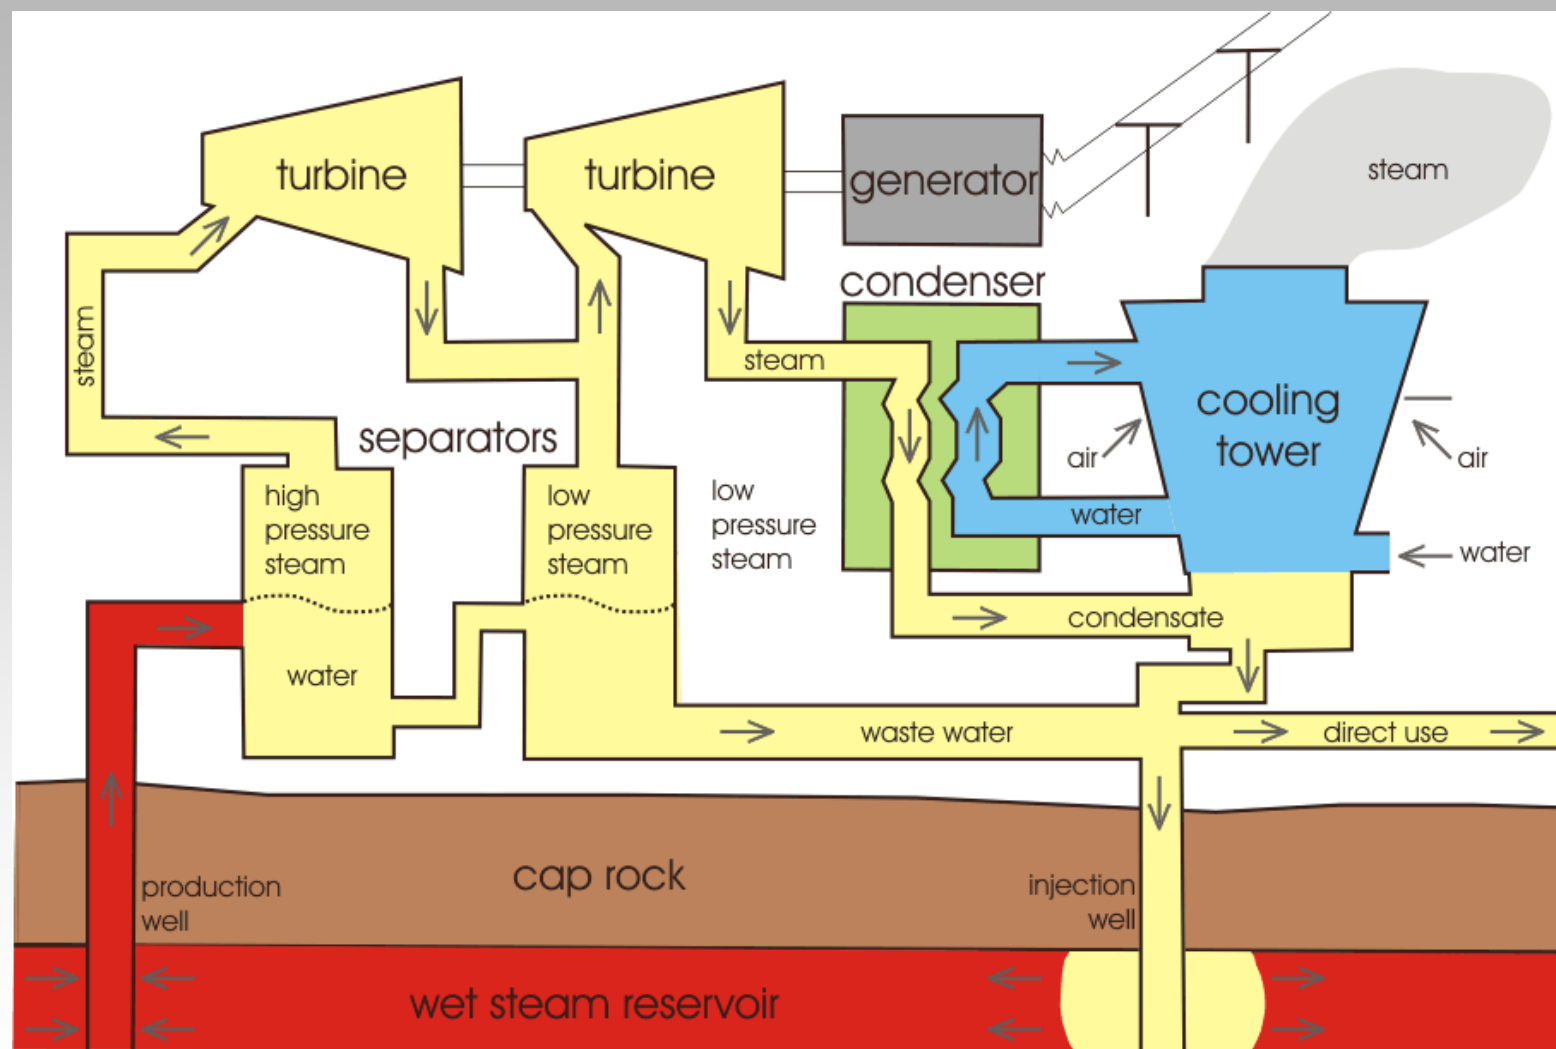 turbine
turbine
generator
steam
condenser
steam
steam
cooling
tower
separators
air
air
high
pressure
steam
low
pressure
steam
low
pressure
steam
water
water
condensate
water
waste water
direct use
cap rock
production
well
injection
well
wet steam reservoir